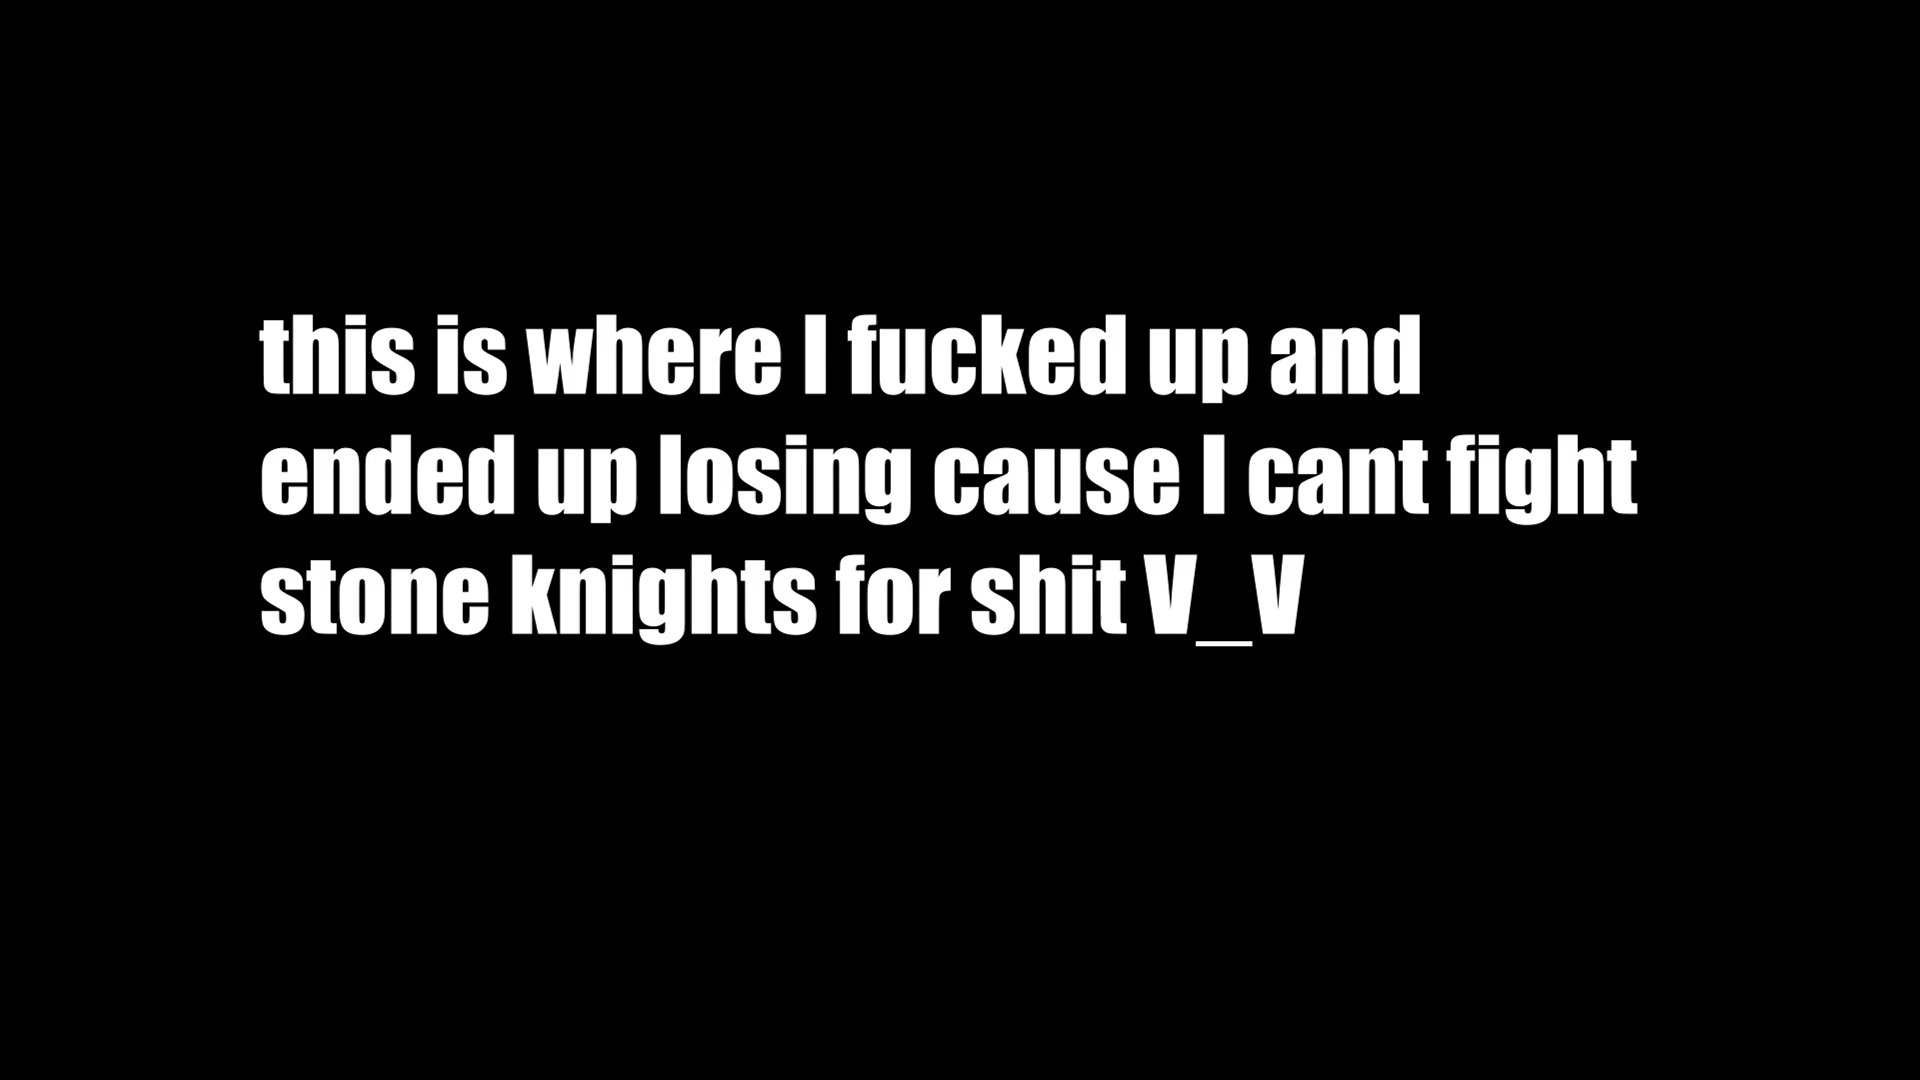 this is where I fucked up and
ended up losing cause I cant fight
stone knights for shit V_V